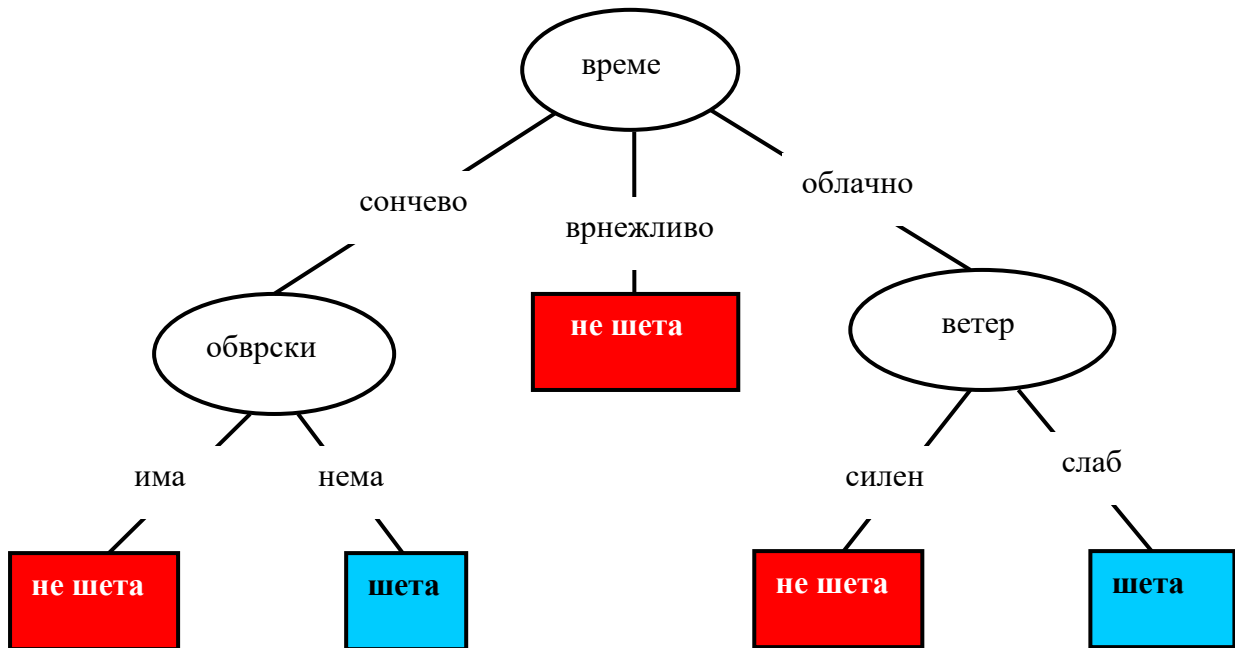 време
сончево
врнежливо
облачно
обврски
не шета
ветер
има
нема
силен
слаб
не шета
шета
не шета
шета